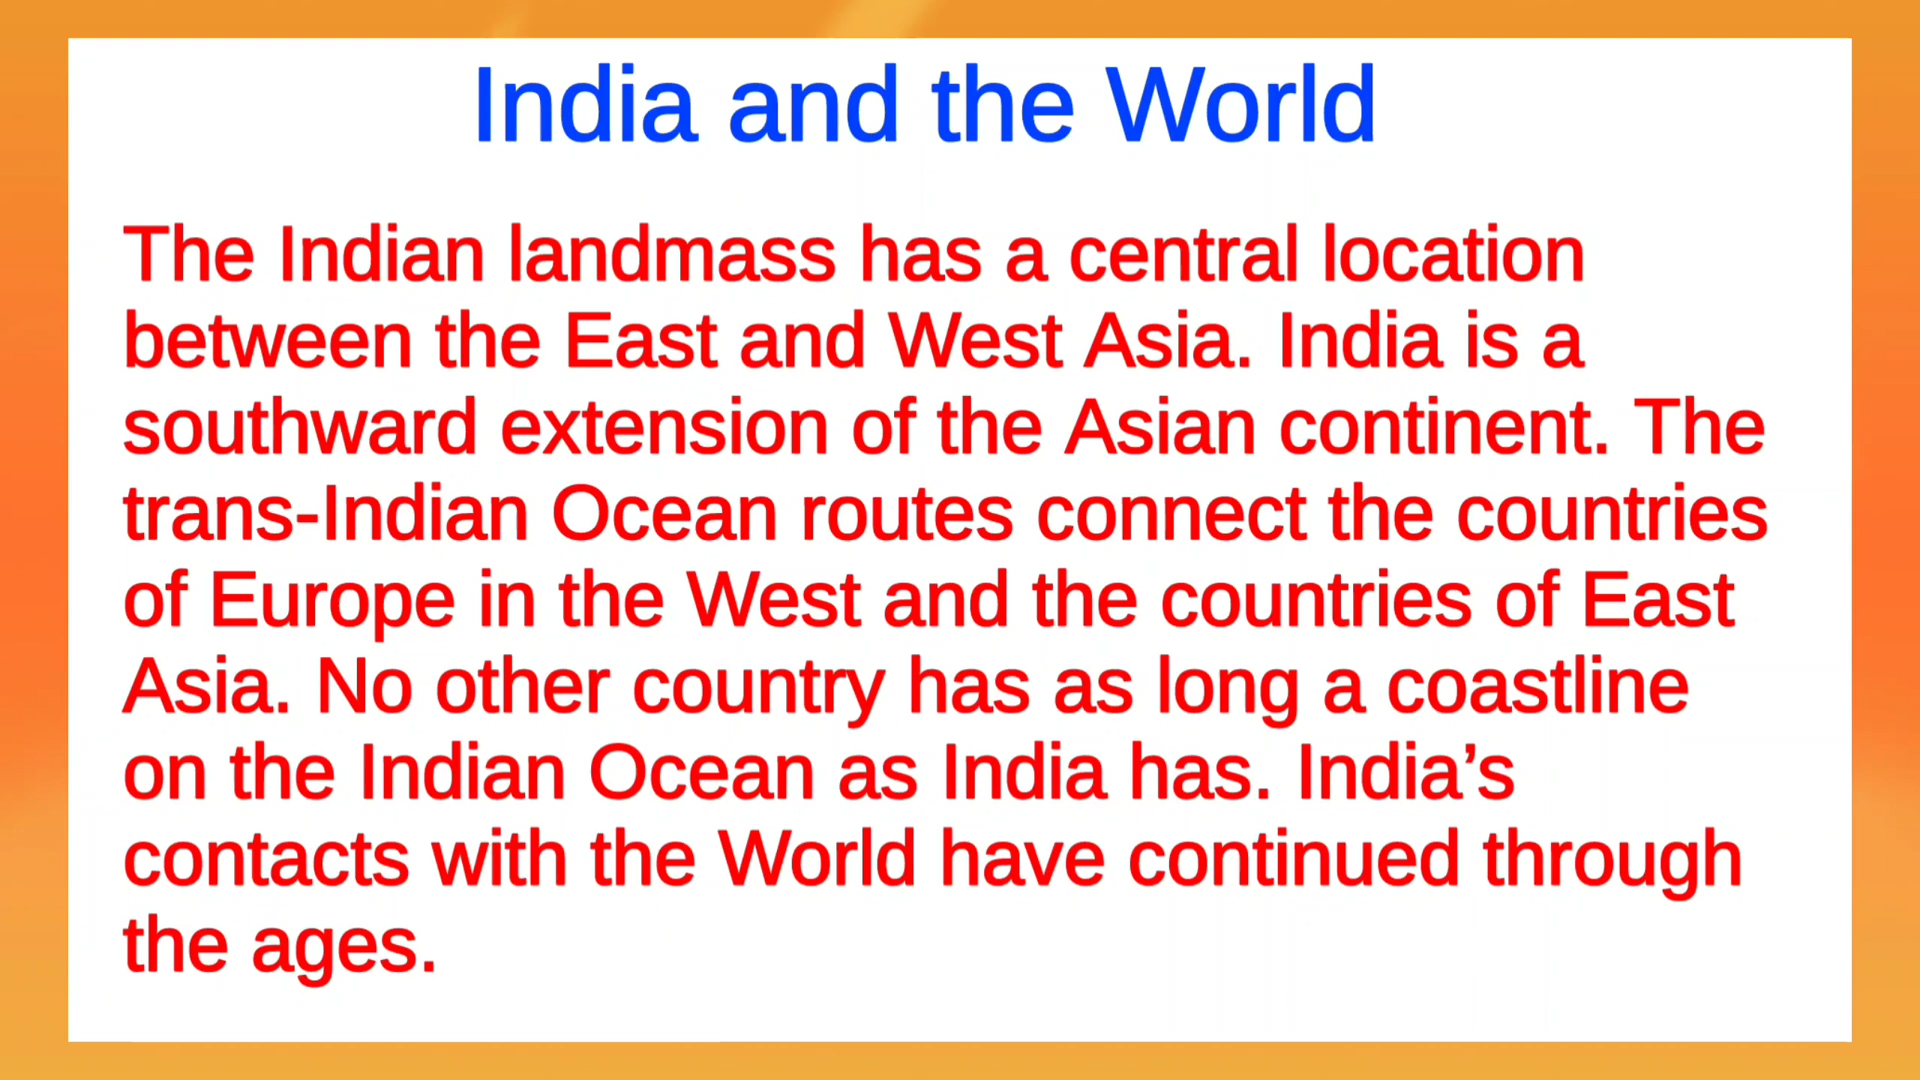 India and the World
The Indian landmass has a central location
between the East and West Asia. India is a
southward extension of the Asian continent. The
trans-Indian Ocean routes connect the countries
of Europe in the West and the countries of East
Asia. No other country has as long a coastline
on the Indian Ocean as India has. India’s
contacts with the World have continued through
the ages.